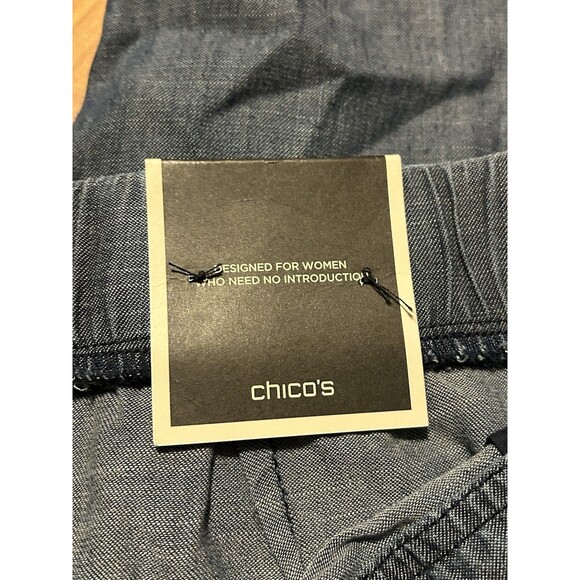 DESIGNED FOR WOMEN
WHO NEED NO INTRODUCTION
chico's